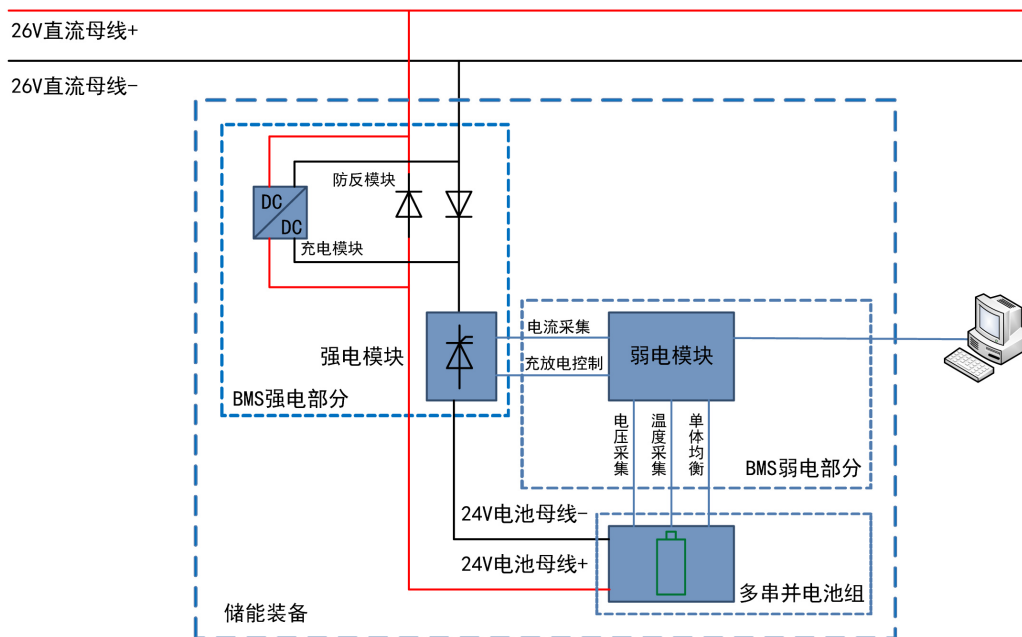 26V直流母线+
26V直流母线-
防反模块
DC
DC
充电模块
强电模块
BMS强电部分
电流采集
充放电控制
弱电模块
电压采集
温度采集
单体均衡
BMS弱电部分
24V电池母线-
24V电池母线+
多串并电池组
储能装备